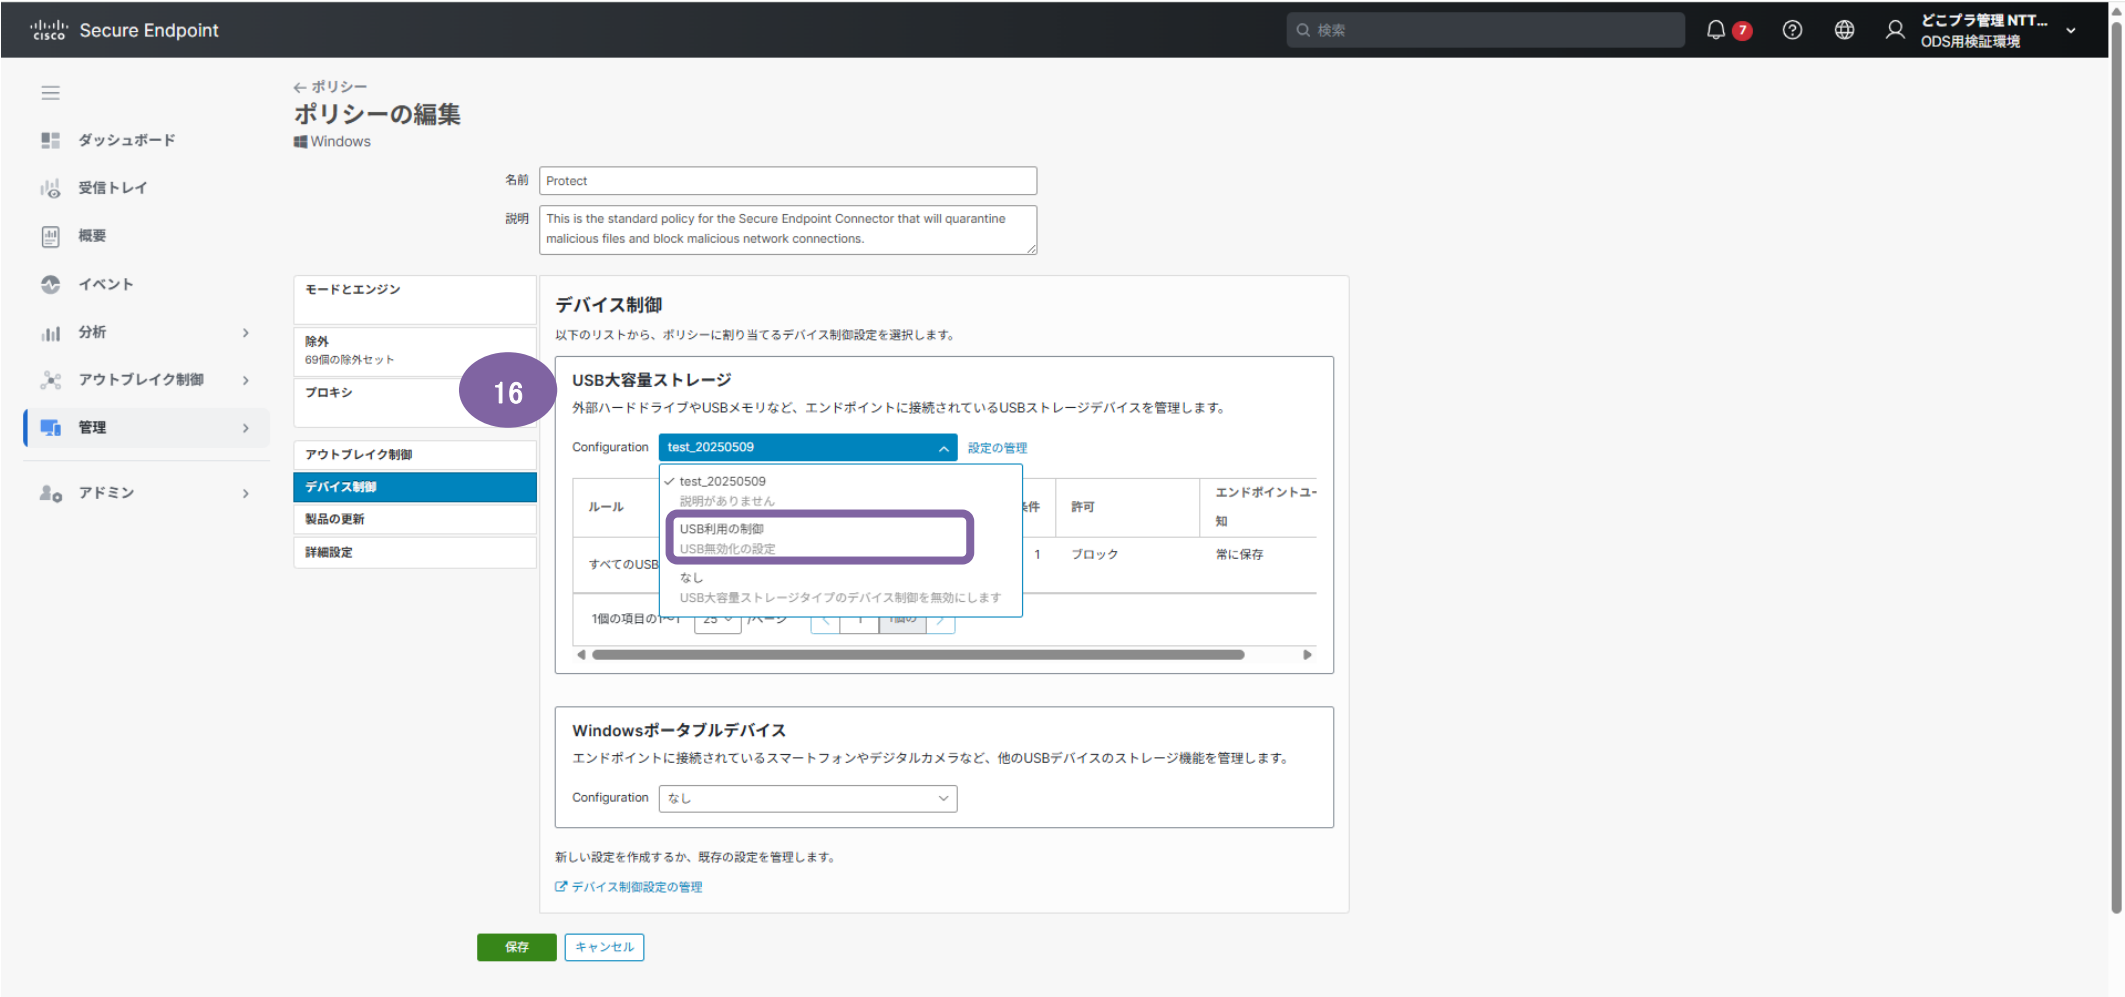 cisco Secure Endpoint
検索
7
どこプラ管理 NTT...
ODS用検証環境
ダッシュボード
受信トレイ
概要
イベント
分析
アウトブレイク制御
管理
アドミン
← ポリシー
ポリシーの編集
Windows
名前
Protect
説明
This is the standard policy for the Secure Endpoint Connector that will quarantine
malicious files and block malicious network connections.
モードとエンジン
除外
69個の除外セット
プロキシ
アウトブレイク制御
デバイス制御
製品の更新
詳細設定
16
デバイス制御
以下のリストから、ポリシーに割り当てるデバイス制御設定を選択します。
USB大容量ストレージ
外部ハードドライブやUSBメモリなど、エンドポイントに接続されているUSBストレージデバイスを管理します。
Configuration
test_20250509
設定の管理
test_20250509
説明がありません
USB利用の制御
USB無効化の設定
なし
USB大容量ストレージタイプのデバイス制御を無効にします
ルール
件
許可
エンドポイントユー
知
すべてのUSB
1
ブロック
常に保存
1個の項目の1～1
25
/ページ
1
1個の
Windowsポータブルデバイス
エンドポイントに接続されているスマートフォンやデジタルカメラなど、他のUSBデバイスのストレージ機能を管理します。
Configuration
なし
新しい設定を作成するか、既存の設定を管理します。
デバイス制御設定の管理
保存
キャンセル